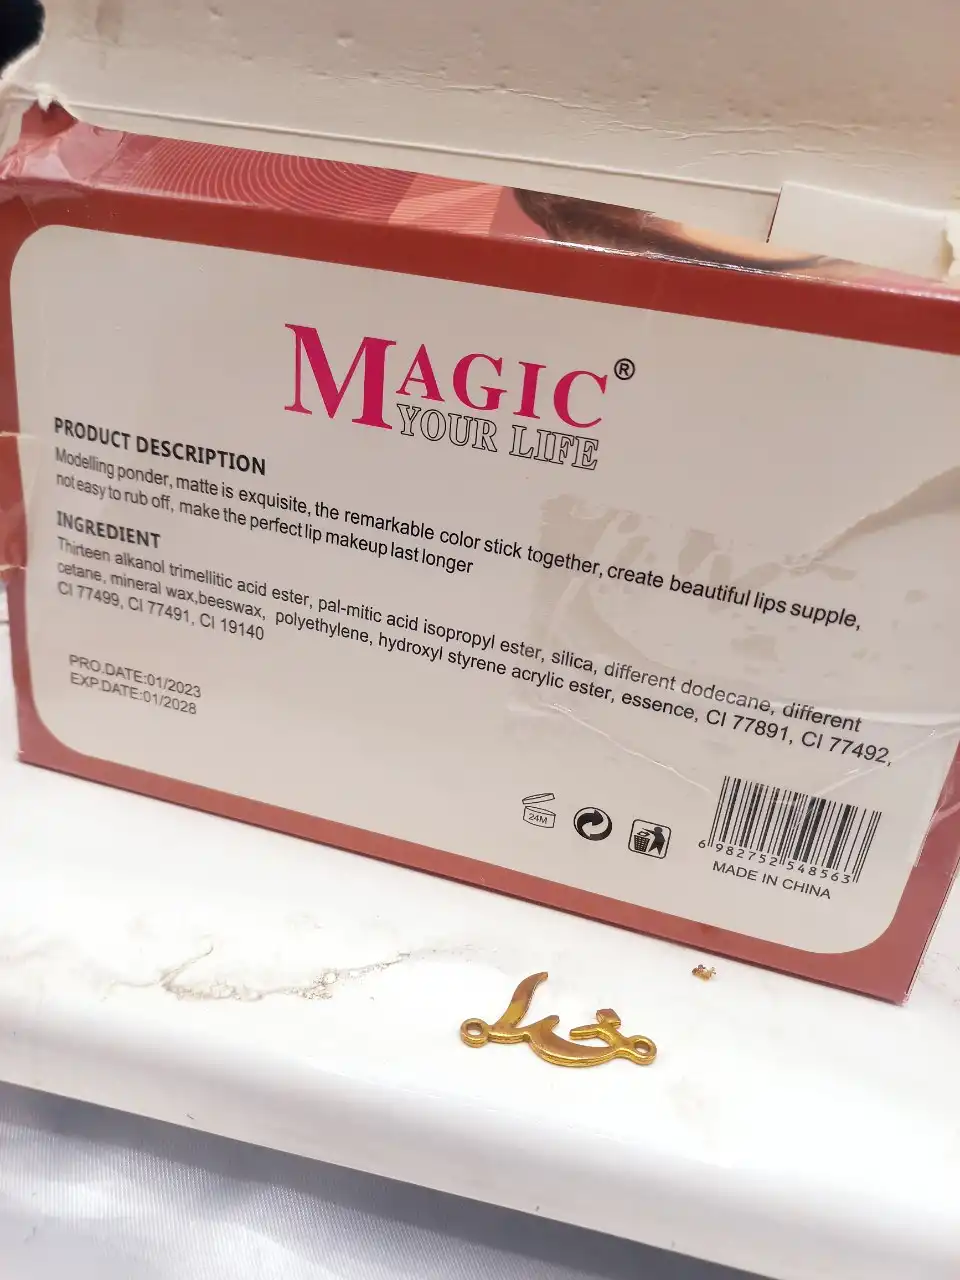 MAGIC®
YOUR LIFE
PRODUCT DESCRIPTION
Modelling ponder, matte is exquisite, the remarkable color stick together, create beautiful lips supple,
not easy to rub off, make the perfect lip makeup last longer
INGREDIENT
Thirteen alkanol trimellitic acid ester, pal-mitic acid isopropyl ester, silica, different dodecane, different
cetane, mineral wax,beeswax, polyethylene, hydroxyl styrene acrylic ester, essence, CI 77891, CI 77492,
CI 77499, CI 77491, CI 19140
PRO.DATE:01/2023
EXP.DATE:01/2028
24M
6 982752 548563
MADE IN CHINA